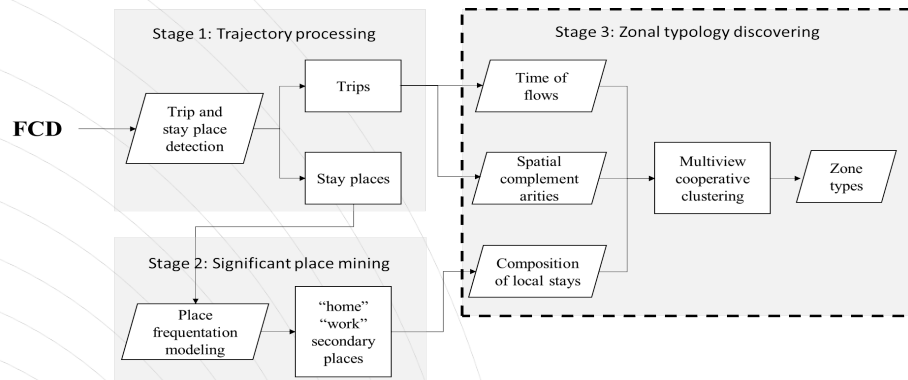 Stage 1: Trajectory processing
FCD
Trip and
stay place
detection
Trips
Stay places
Stage 2: Significant place mining
Place
frequentation
modeling
“home”
“work”
secondary
places
Stage 3: Zonal typology discovering
Time of
flows
Spatial
complement
arities
Composition
of local stays
Multiview
cooperative
clustering
Zone
types